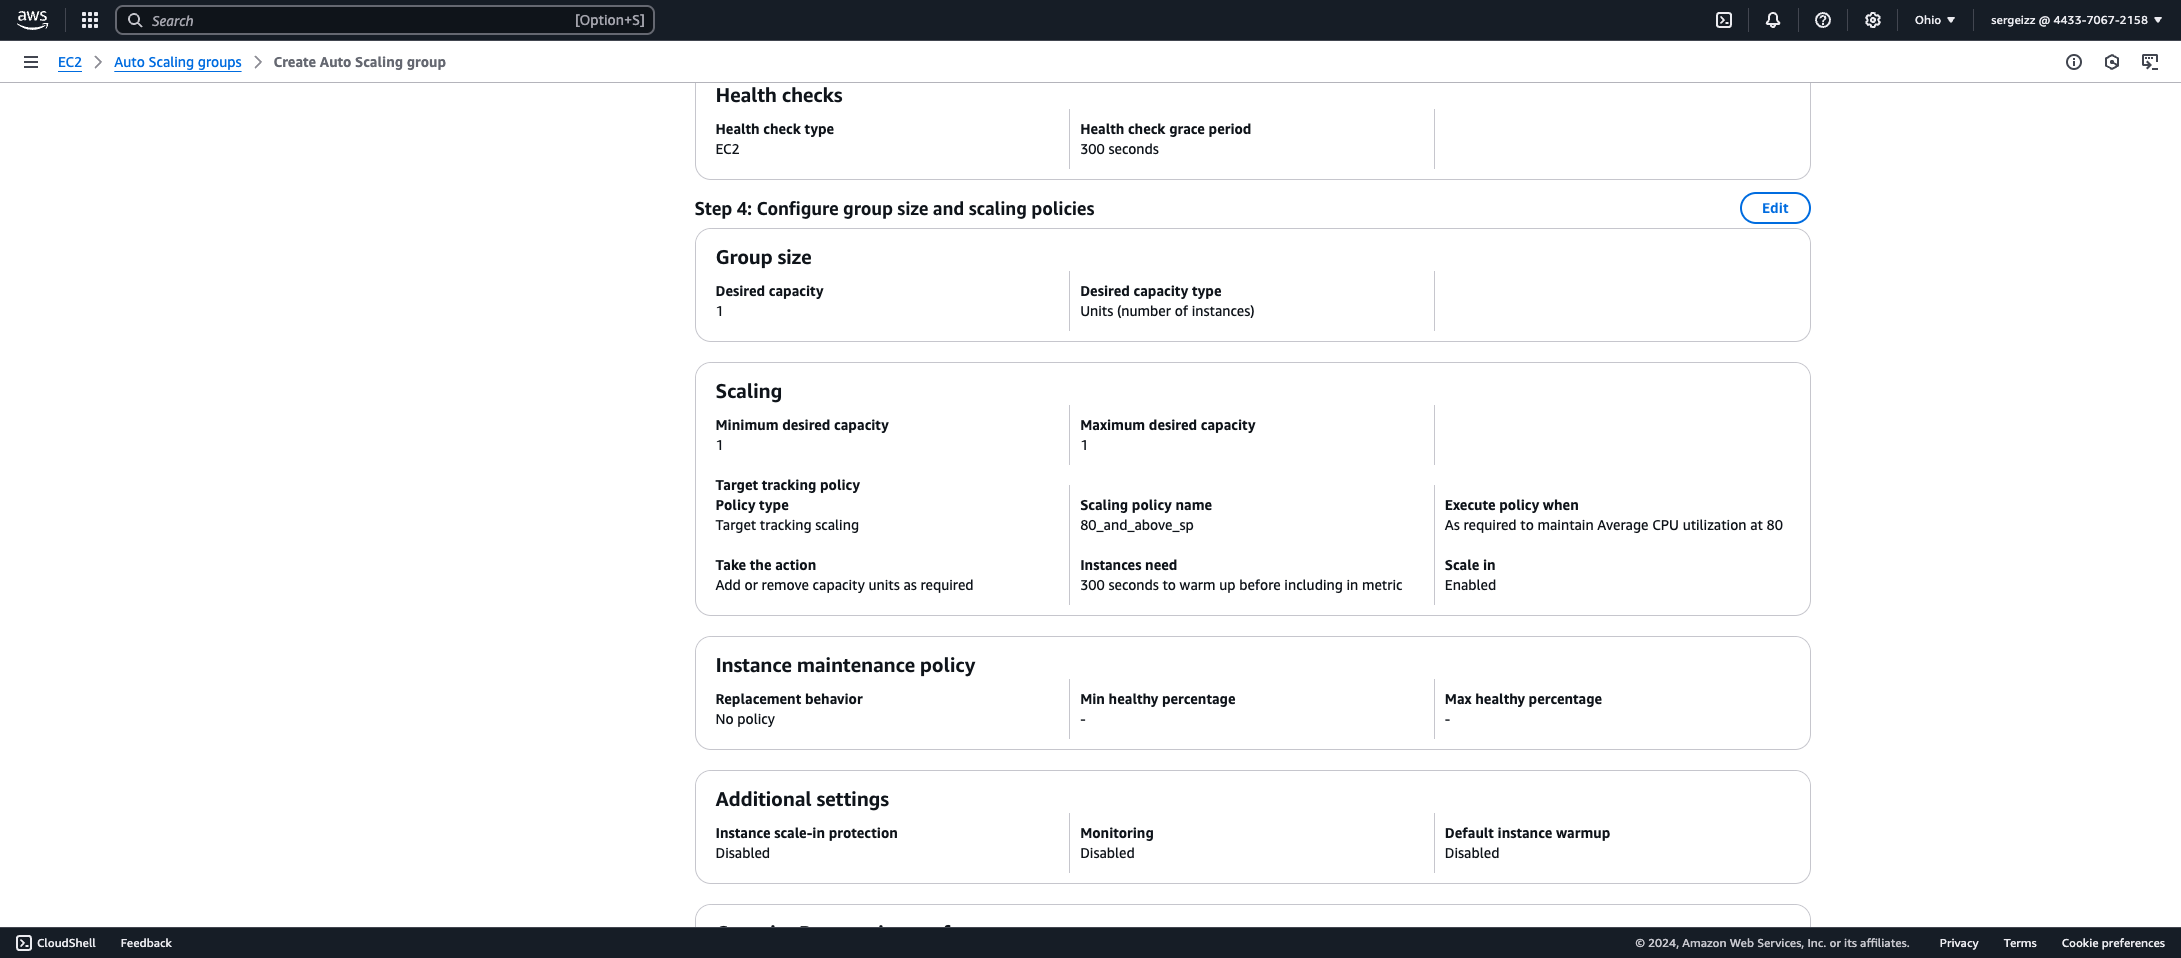 aws
Search
[Option+S]
Ohio
sergeizz @ 4433-7067-2158
EC2
Auto Scaling groups
Create Auto Scaling group
Health checks
Health check type
EC2
Health check grace period
300 seconds
Step 4: Configure group size and scaling policies
Edit
Group size
Desired capacity
1
Desired capacity type
Units (number of instances)
Scaling
Minimum desired capacity
1
Maximum desired capacity
1
Target tracking policy
Policy type
Target tracking scaling
Scaling policy name
80_and_above_sp
Execute policy when
As required to maintain Average CPU utilization at 80
Take the action
Add or remove capacity units as required
Instances need
300 seconds to warm up before including in metric
Scale in
Enabled
Instance maintenance policy
Replacement behavior
No policy
Min healthy percentage
-
Max healthy percentage
-
Additional settings
Instance scale-in protection
Disabled
Monitoring
Disabled
Default instance warmup
Disabled
CloudShell
Feedback
© 2024, Amazon Web Services, Inc. or its affiliates.
Privacy
Terms
Cookie preferences